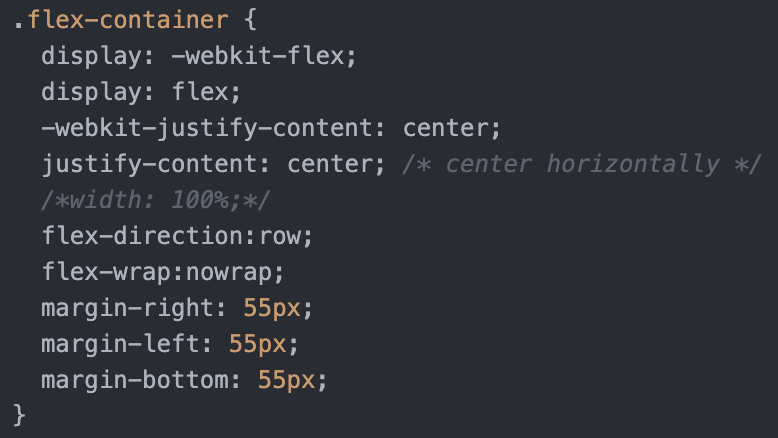 .flex-container {
  display: -webkit-flex;
  display: flex;
  -webkit-justify-content: center;
  justify-content: center; /* center horizontally */
  /*width: 100%;*/
  flex-direction:row;
  flex-wrap:nowrap;
  margin-right: 55px;
  margin-left: 55px;
  margin-bottom: 55px;
}